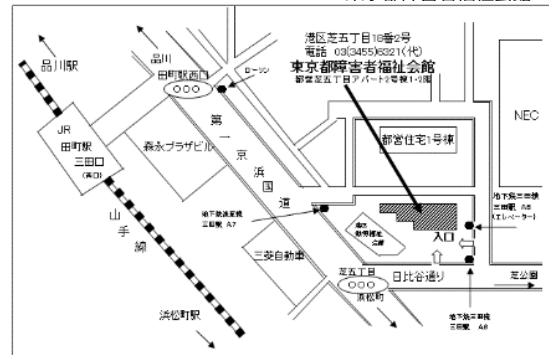 港区芝五丁目18番2号
電話 03(3455)6321(代)
東京都障害者福祉会館
都営芝五丁目アパート2号棟1-2階
品川駅
品川
田町駅西口
ローソン
第一京浜国道
森永プラザビル
JR
田町駅
三田口
(西口)
山手線
浜松町駅
三菱自動車
地下鉄浅草線
三田駅 A7
都営住宅1号棟
NEC
地下鉄三田線
三田駅 A8
(エレベーター)
入口
福祉
会館
芝五丁目
浜松町
日比谷通り
芝公園
地下鉄三田線